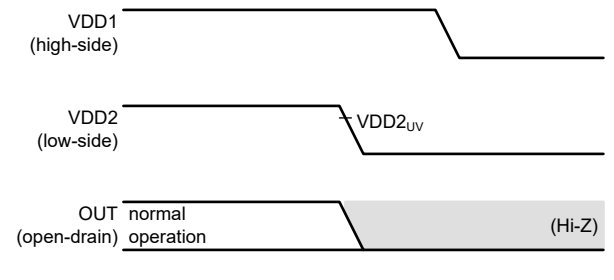 VDD1
(high-side)
VDD2
(low-side)
VDD2UV
OUT
(open-drain)
normal
operation
(Hi-Z)